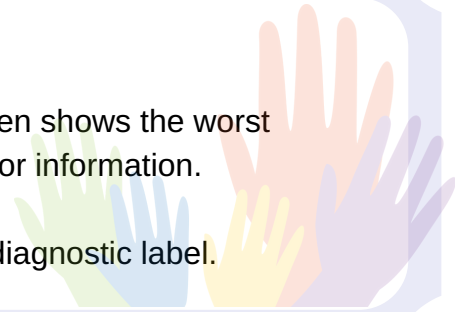 en shows the worst
or information.
diagnostic label.